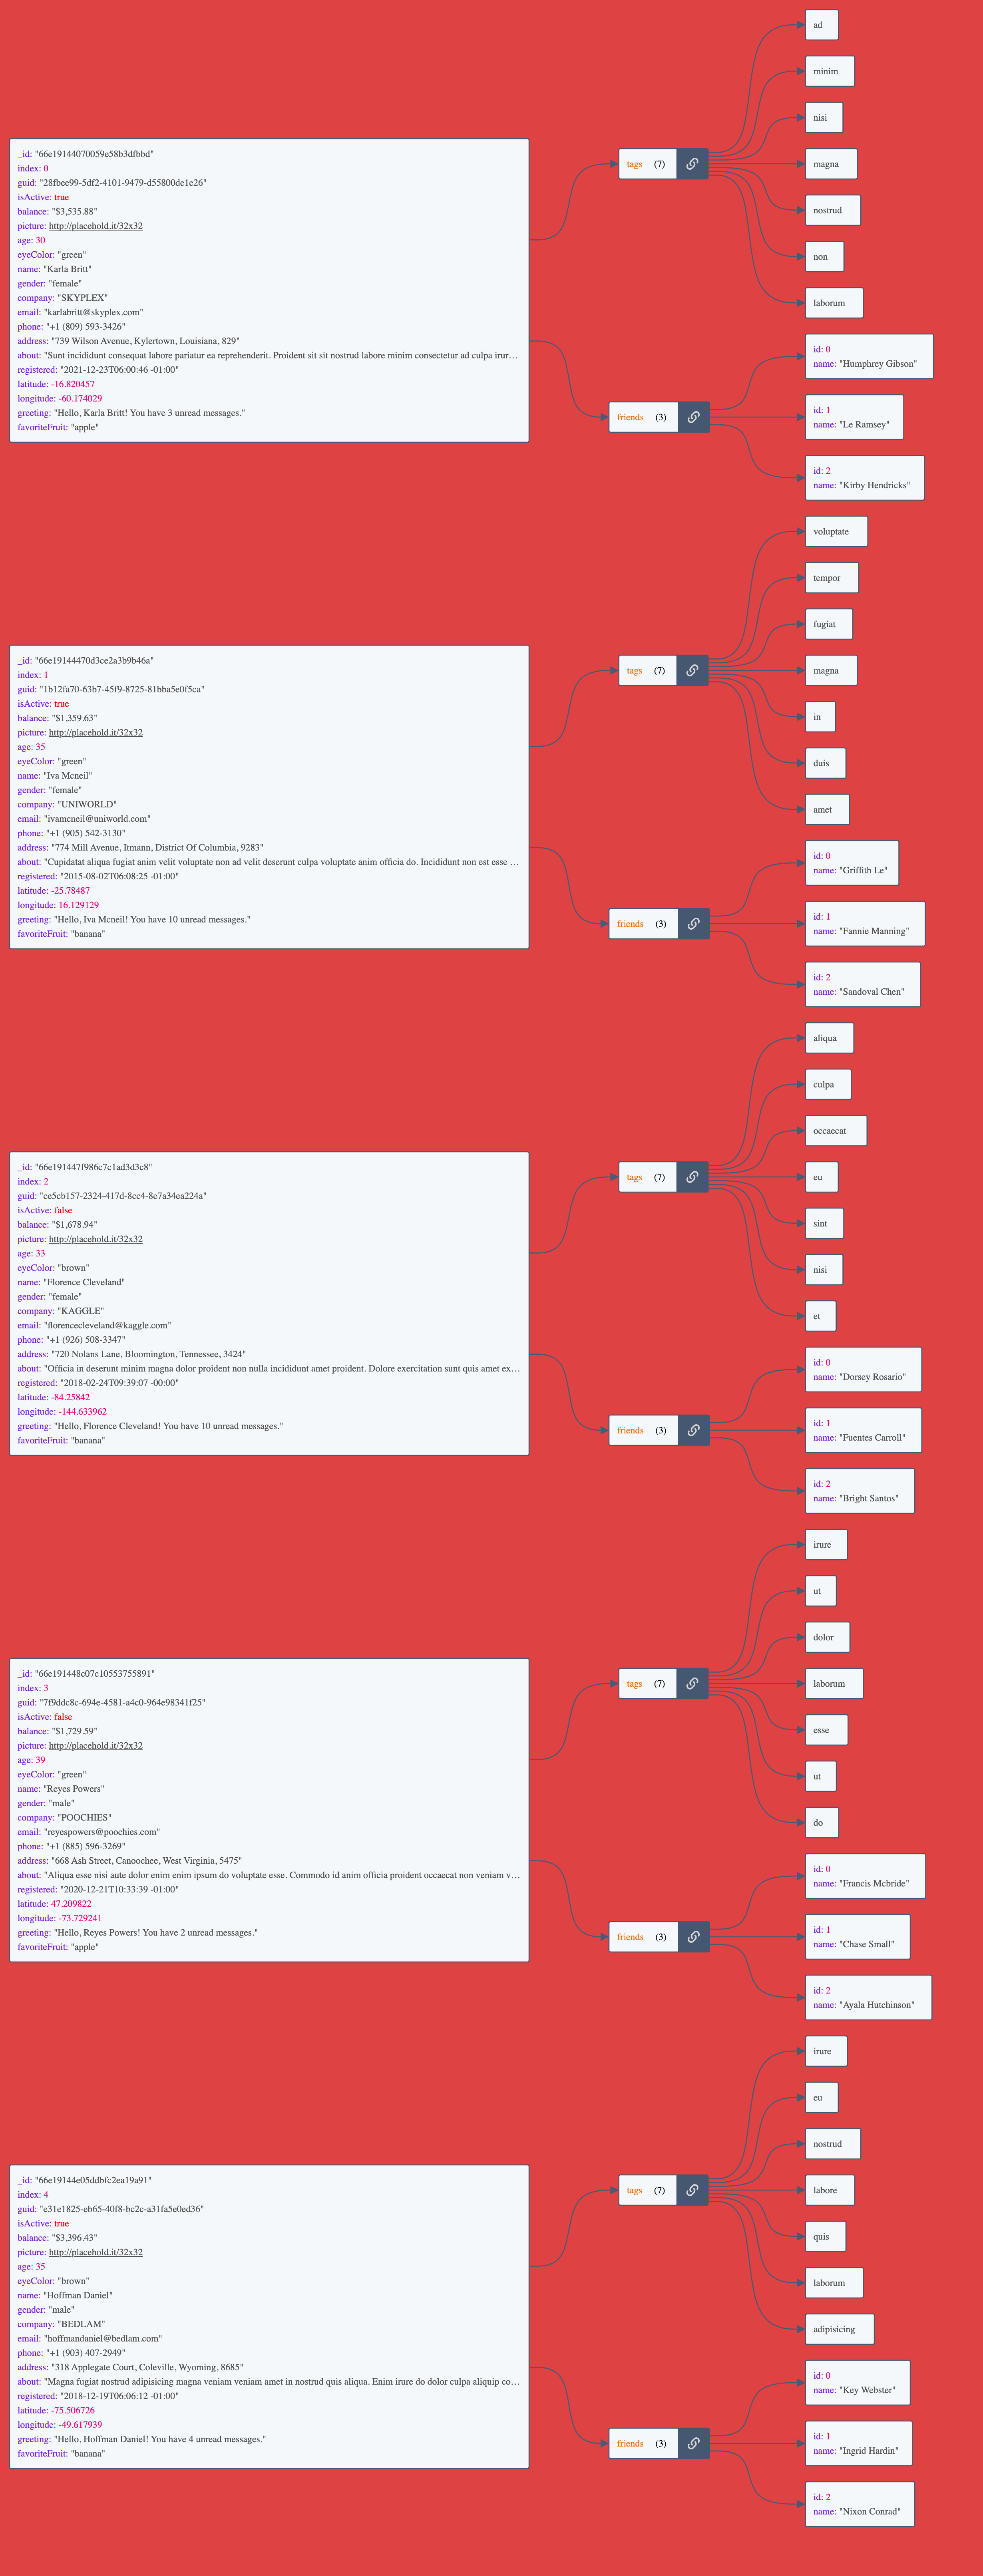 _id: "66e19144070059e58b3dfbbd"
index: 0
guid: "28fbee99-5df2-4101-9479-d55800de1e26"
isActive: true
balance: "$3,535.88"
picture: http://placehold.it/32x32
age: 30
eyeColor: "green"
name: "Karla Britt"
gender: "female"
company: "SKYPLEX"
email: "karlabritt@skyplex.com"
phone: "+1 (809) 593-3426"
address: "739 Wilson Avenue, Kylertown, Louisiana, 829"
about: "Sunt incididunt consequat labore pariatur ea reprehenderit. Proident sit sit nostrud labore minim consectetur ad culpa irur…
registered: "2021-12-23T06:00:46 -01:00"
latitude: -16.820457
longitude: -60.174029
greeting: "Hello, Karla Britt! You have 3 unread messages."
favoriteFruit: "apple"
tags (7)
ad
minim
nisi
magna
nostrud
non
laborum
friends (3)
id: 0
name: "Humphrey Gibson"
id: 1
name: "Le Ramsey"
id: 2
name: "Kirby Hendricks"
_id: "66e19144470d3ce2a3b9b46a"
index: 1
guid: "1b12fa70-63b7-45f9-8725-81bba5e0f5ca"
isActive: true
balance: "$1,359.63"
picture: http://placehold.it/32x32
age: 35
eyeColor: "green"
name: "Iva Mcneil"
gender: "female"
company: "UNIWORLD"
email: "ivamcneil@uniworld.com"
phone: "+1 (905) 542-3130"
address: "774 Mill Avenue, Itmann, District Of Columbia, 9283"
about: "Cupidatat aliqua fugiat anim velit voluptate non ad velit deserunt culpa voluptate anim officia do. Incididunt non est esse …
registered: "2015-08-02T06:08:25 -01:00"
latitude: -25.78487
longitude: 16.129129
greeting: "Hello, Iva Mcneil! You have 10 unread messages."
favoriteFruit: "banana"
tags (7)
voluptate
tempor
fugiat
magna
in
duis
amet
friends (3)
id: 0
name: "Griffith Le"
id: 1
name: "Fannie Manning"
id: 2
name: "Sandoval Chen"
_id: "66e191447f986c7c1ad3d3c8"
index: 2
guid: "ce5cb157-2324-417d-8cc4-8e7a34ea224a"
isActive: false
balance: "$1,678.94"
picture: http://placehold.it/32x32
age: 33
eyeColor: "brown"
name: "Florence Cleveland"
gender: "female"
company: "KAGGLE"
email: "florencecleveland@kaggle.com"
phone: "+1 (926) 508-3347"
address: "720 Nolans Lane, Bloomington, Tennessee, 3424"
about: "Officia in deserunt minim magna dolor proident non nulla incididunt amet proident. Dolore exercitation sunt quis amet ex…
registered: "2018-02-24T09:39:07 -00:00"
latitude: -84.25842
longitude: -144.633962
greeting: "Hello, Florence Cleveland! You have 10 unread messages."
favoriteFruit: "banana"
tags (7)
aliqua
culpa
occaecat
eu
sint
nisi
et
friends (3)
id: 0
name: "Dorsey Rosario"
id: 1
name: "Fuentes Carroll"
id: 2
name: "Bright Santos"
_id: "66e191448c07c10553755891"
index: 3
guid: "7f9ddc8c-694e-4581-a4c0-964e98341f25"
isActive: false
balance: "$1,729.59"
picture: http://placehold.it/32x32
age: 39
eyeColor: "green"
name: "Reyes Powers"
gender: "male"
company: "POOCHIES"
email: "reyespowers@poochies.com"
phone: "+1 (885) 596-3269"
address: "668 Ash Street, Canoochee, West Virginia, 5475"
about: "Aliqua esse nisi aute dolor enim enim ipsum do voluptate esse. Commodo id anim officia proident occaecat non veniam v…
registered: "2020-12-21T10:33:39 -01:00"
latitude: 47.209822
longitude: -73.729241
greeting: "Hello, Reyes Powers! You have 2 unread messages."
favoriteFruit: "apple"
tags (7)
irure
ut
dolor
laborum
esse
ut
do
friends (3)
id: 0
name: "Francis Mcbride"
id: 1
name: "Chase Small"
id: 2
name: "Ayala Hutchinson"
_id: "66e19144e05ddbfc2ea19a91"
index: 4
guid: "e31e1825-eb65-40f8-bc2c-a31fa5e0ed36"
isActive: true
balance: "$3,396.43"
picture: http://placehold.it/32x32
age: 35
eyeColor: "brown"
name: "Hoffman Daniel"
gender: "male"
company: "BEDLAM"
email: "hoffmandaniel@bedlam.com"
phone: "+1 (903) 407-2949"
address: "318 Applegate Court, Coleville, Wyoming, 8685"
about: "Magna fugiat nostrud adipisicing magna veniam veniam amet in nostrud quis aliqua. Enim irure do dolor culpa aliquip co…
registered: "2018-12-19T06:06:12 -01:00"
latitude: -75.506726
longitude: -49.617939
greeting: "Hello, Hoffman Daniel! You have 4 unread messages."
favoriteFruit: "banana"
tags (7)
irure
eu
nostrud
labore
quis
laborum
adipisicing
friends (3)
id: 0
name: "Key Webster"
id: 1
name: "Ingrid Hardin"
id: 2
name: "Nixon Conrad"